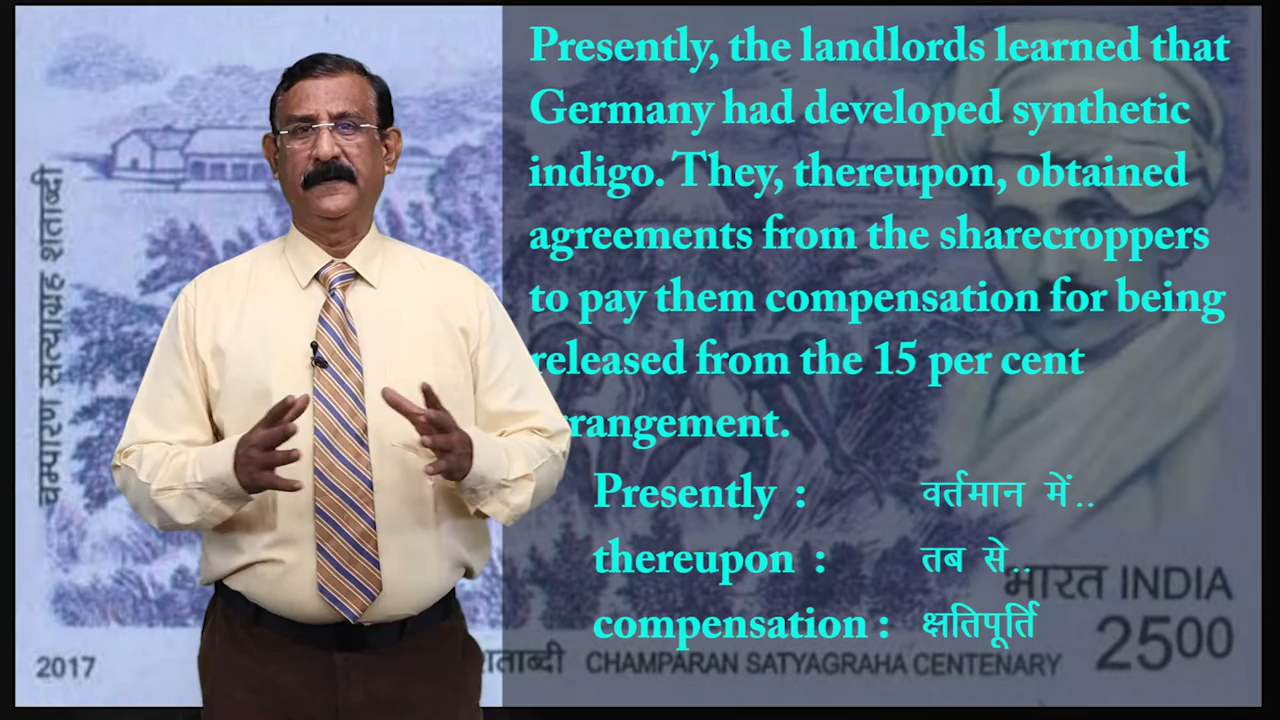 Presently, the landlords learned that
Germany had developed synthetic
indigo. They, thereupon, obtained
agreements from the sharecroppers
to pay them compensation for being
released from the 15 per cent
rangement.
Presently : वर्तमान में..
thereupon : तब से..
compensation : क्षतिपूर्ति
चम्पारण सत्याग्रह शताब्दी
भारत INDIA
2500
2017
शताब्दी CHAMPARAN SATYAGRAHA CENTENARY